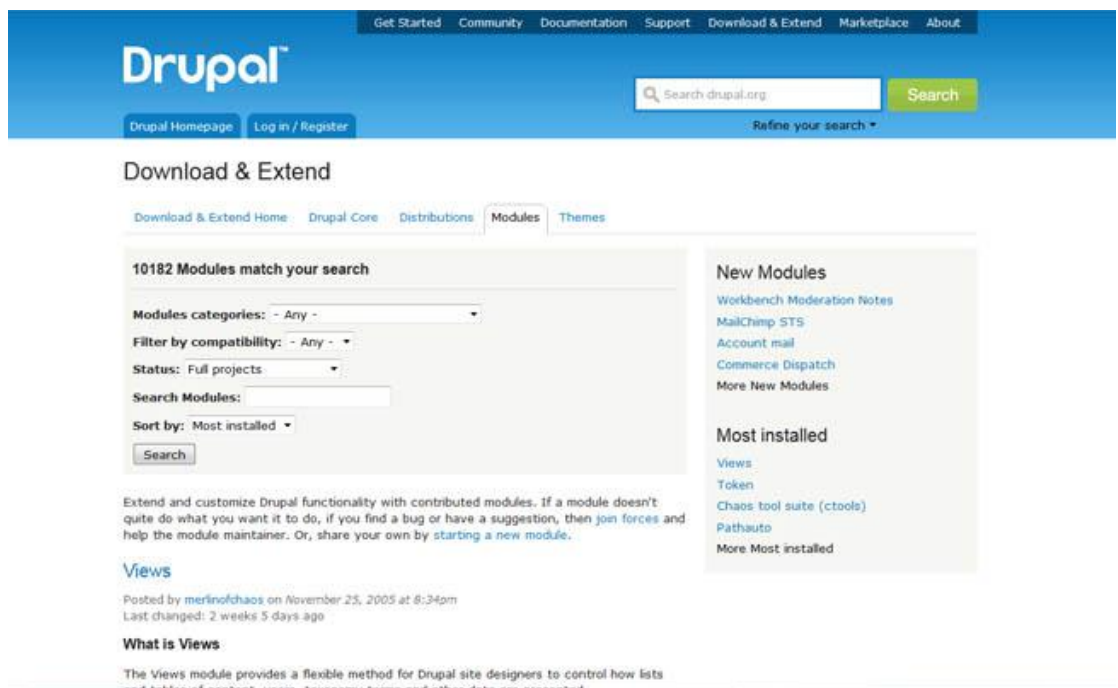 Get Started Community Documentation Support Download & Extend Marketplace About
Drupal™
Search drupal.org Search
Refine your search
Drupal Homepage Log in / Register
Download & Extend
Download & Extend Home Drupal Core Distributions Modules Themes
10182 Modules match your search
Modules categories: - Any -
Filter by compatibility: - Any -
Status: Full projects
Search Modules:
Sort by: Most installed
Search
Extend and customize Drupal functionality with contributed modules. If a module doesn't
quite do what you want it to do, if you find a bug or have a suggestion, then join forces and
help the module maintainer. Or, share your own by starting a new module.
Views
Posted by merlinofchaos on November 25, 2005 at 8:34pm
Last changed: 2 weeks 5 days ago
What is Views
The Views module provides a flexible method for Drupal site designers to control how lists
New Modules
Workbench Moderation Notes
MailChimp STS
Account mail
Commerce Dispatch
More New Modules
Most installed
Views
Token
Chaos tool suite (ctools)
Pathauto
More Most installed